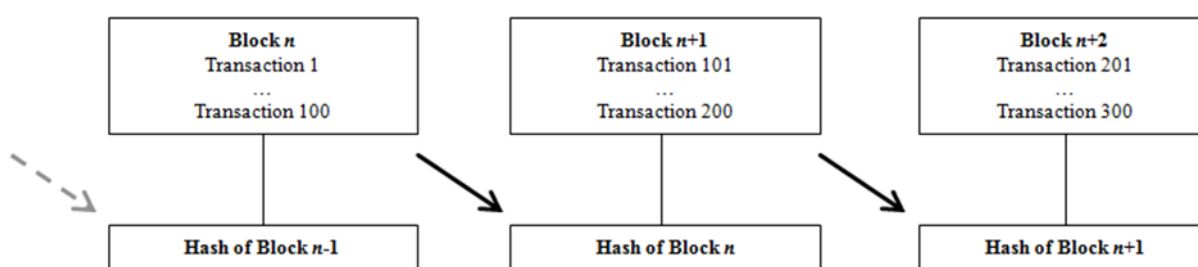 Block n
Transaction 1
...
Transaction 100
Block n+1
Transaction 101
...
Transaction 200
Block n+2
Transaction 201
...
Transaction 300
Hash of Block n-1
Hash of Block n
Hash of Block n+1